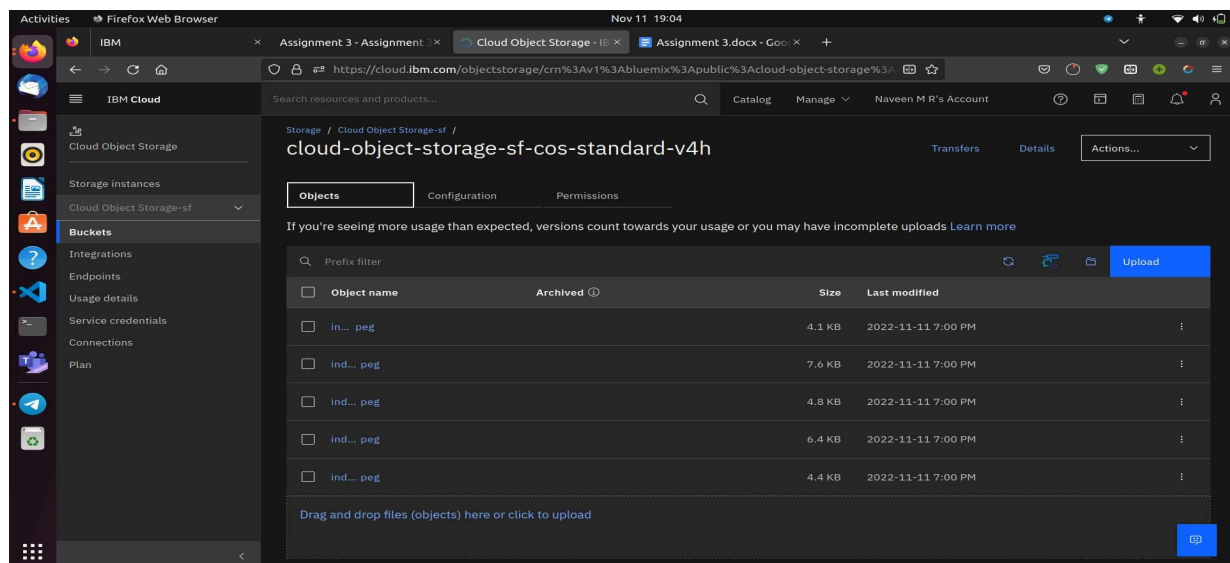 Activities Firefox Web Browser Nov 11 19:04
IBM × Assignment 3 - Assignment 3 × Cloud Object Storage - IB × Assignment 3.docx - Goo × +
https://cloud.ibm.com/objectstorage/crn%3Av1%3Abluemix%3Apublic%3Acloud-object-storage%3A
IBM Cloud Search resources and products... Catalog Manage Naveen M R's Account
Cloud Object Storage
Storage instances
Cloud Object Storage-sf
Buckets
Integrations
Endpoints
Usage details
Service credentials
Connections
Plan
Storage / Cloud Object Storage-sf /
cloud-object-storage-sf-cos-standard-v4h Transfers Details Actions...
Objects Configuration Permissions
If you're seeing more usage than expected, versions count towards your usage or you may have incomplete uploads Learn more
Prefix filter Upload
Object name Archived Size Last modified
in... peg 4.1 KB 2022-11-11 7:00 PM
ind... peg 7.6 KB 2022-11-11 7:00 PM
ind... peg 4.8 KB 2022-11-11 7:00 PM
ind... peg 6.4 KB 2022-11-11 7:00 PM
ind... peg 4.4 KB 2022-11-11 7:00 PM
Drag and drop files (objects) here or click to upload